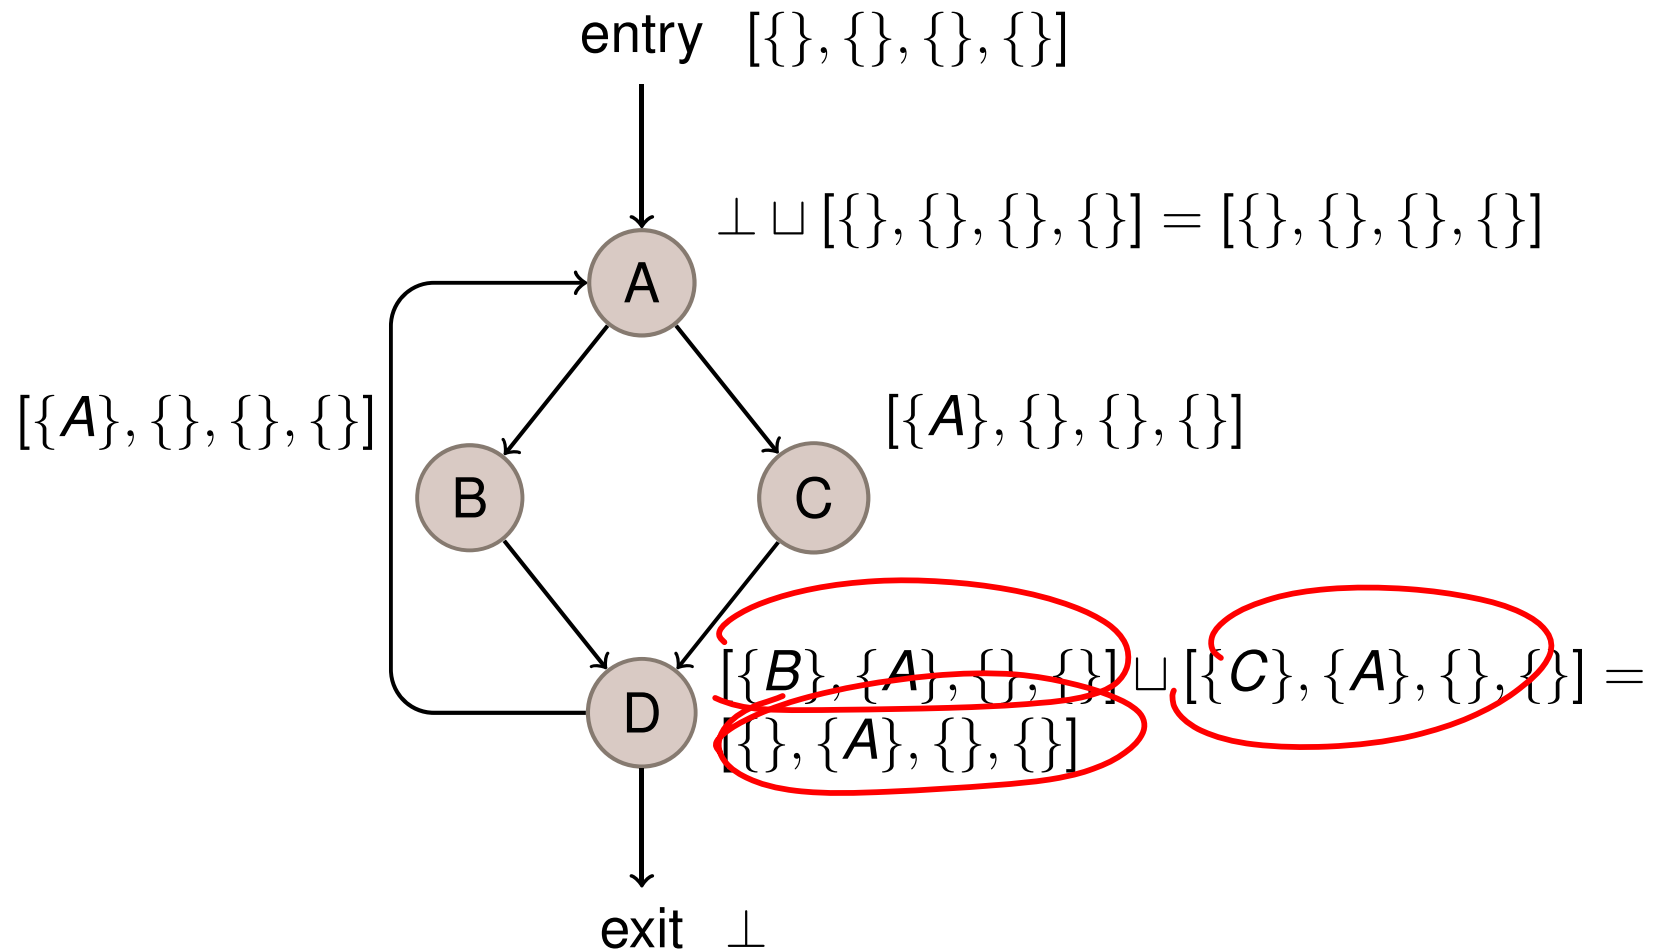 entry [{}, {}, {}, {}]
⊥ ⊔ [{}, {}, {}, {}] = [{}, {}, {}, {}]
A
[{A}, {}, {}, {}]
[{A}, {}, {}, {}]
B
C
[{B}, {A}, {}, {}] ⊔ [{C}, {A}, {}, {}] =
D
[{}, {A}, {}, {}]
exit ⊥